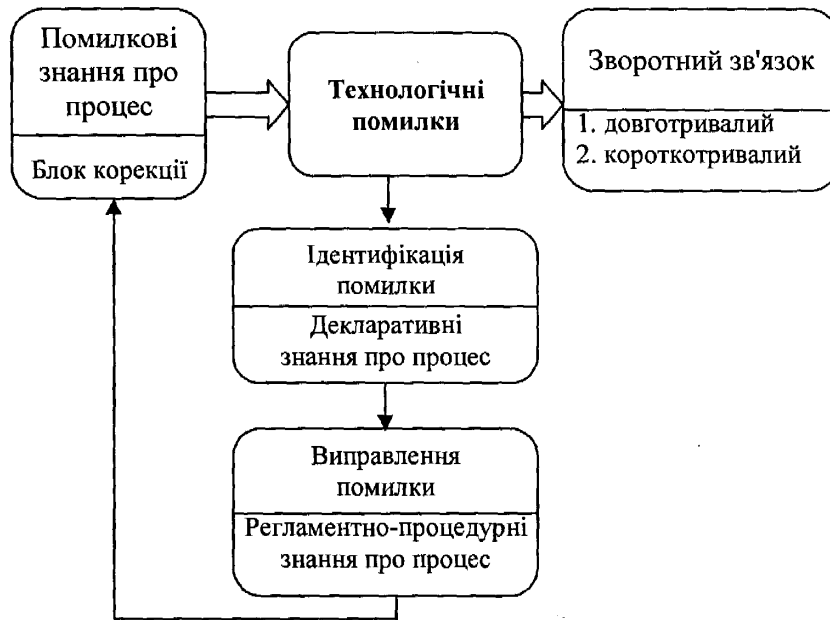 Помилкові
знання про
процес
Блок корекції
Технологічні
помилки
Зворотний зв'язок
1. довготривалий
2. короткотривалий
Ідентифікація
помилки
Декларативні
знання про процес
Виправлення
помилки
Регламентно-процедурні
знання про процес